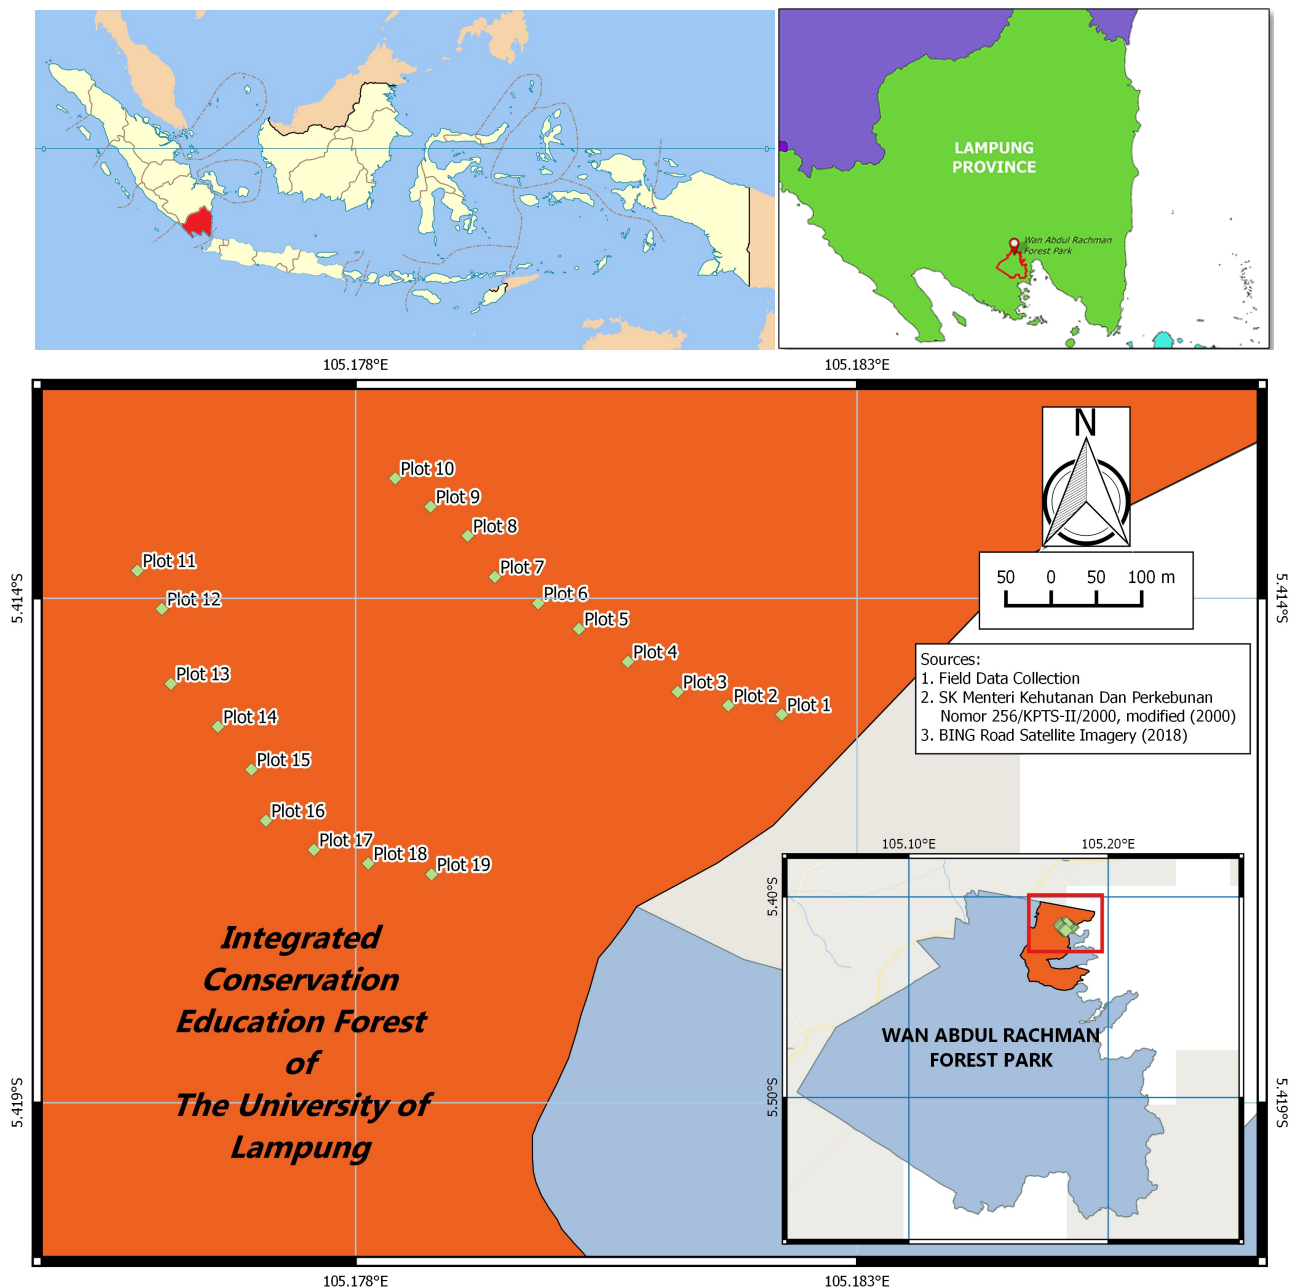 0
0
LAMPUNG
PROVINCE
Wan Abdul Rachman
Forest Park
105.178°E
105.183°E
N
Plot 10
Plot 9
Plot 8
Plot 7
Plot 6
Plot 5
Plot 4
Plot 3
Plot 2
Plot 1
Plot 11
Plot 12
Plot 13
Plot 14
Plot 15
Plot 16
Plot 17
Plot 18
Plot 19
5.414°S
5.414°S
50 0 50 100 m
Sources:
1. Field Data Collection
2. SK Menteri Kehutanan Dan Perkebunan
Nomor 256/KPTS-II/2000, modified (2000)
3. BING Road Satellite Imagery (2018)
Integrated
Conservation
Education Forest
of
The University of
Lampung
105.10°E
105.20°E
5.40°S
5.50°S
WAN ABDUL RACHMAN
FOREST PARK
5.419°S
5.419°S
105.178°E
105.183°E